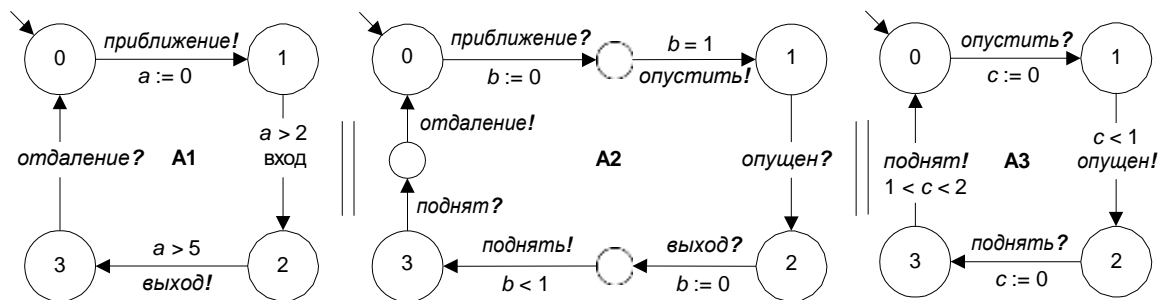 0
приближение!
a := 0
1
a > 2
вход
отдаление?
A1
3
a > 5
выход!
2
0
приближение?
b := 0
b = 1
опустить!
1
отдаление!
A2
опущен?
поднят?
3
поднять!
b < 1
выход?
b := 0
2
0
опустить?
c := 0
1
c < 1
опущен!
поднят!
1 < c < 2
A3
3
поднять?
c := 0
2